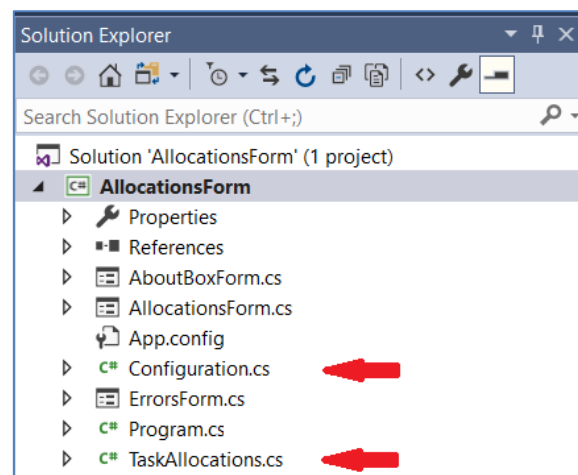 Solution Explorer
Search Solution Explorer (Ctrl+;)
Solution 'AllocationsForm' (1 project)
C# AllocationsForm
Properties
References
AboutBoxForm.cs
AllocationsForm.cs
App.config
C# Configuration.cs
ErrorsForm.cs
C# Program.cs
C# TaskAllocations.cs